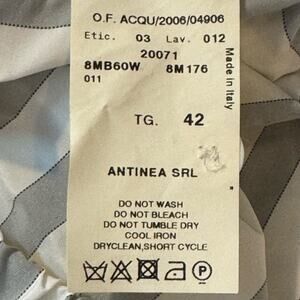 O.F. ACQU/2006/04906
Etic. 03 Lav. 012
20071
8MB60W 8M176
011
Made in Italy
TG. 42
ANTINEA SRL
DO NOT WASH
DO NOT BLEACH
DO NOT TUMBLE DRY
COOL IRON
DRYCLEAN,SHORT CYCLE
P